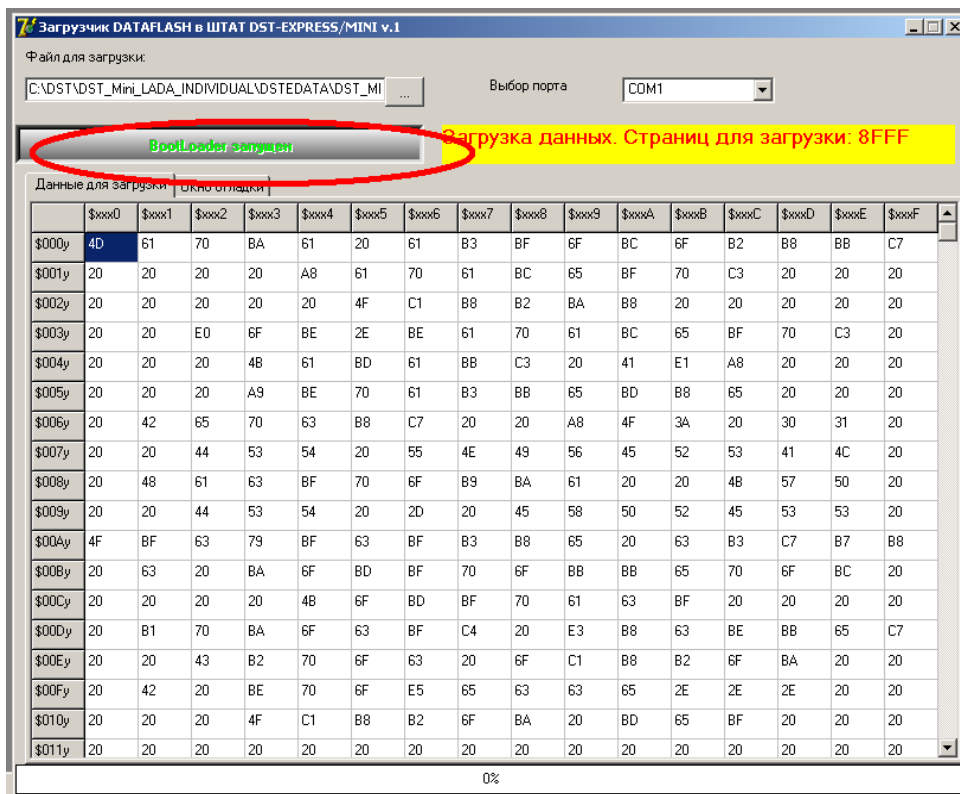 Загрузчик DATAFLASH в ШТАТ DST-EXPRESS/MINI v.1
Файл для загрузки:
C:\DST\DST_Mini_LADA_INDIVIDUAL\DSTEDATA\DST_MI ... Выбор порта COM1
BootLoader запущен
Загрузка данных. Страниц для загрузки: 8FFF
Данные для загрузки Окно отладки
$xxx0 $xxx1 $xxx2 $xxx3 $xxx4 $xxx5 $xxx6 $xxx7 $xxx8 $xxx9 $xxxA $xxxB $xxxC $xxxD $xxxE $xxxF
$000y 4D 61 70 BA 61 20 61 B3 BF 6F BC 6F B2 B8 BB C7
$001y 20 20 20 20 A8 61 70 61 BC 65 BF 70 C3 20 20 20
$002y 20 20 20 20 20 4F C1 B8 B2 BA B8 20 20 20 20 20
$003y 20 20 E0 6F BE 2E BE 61 70 61 BC 65 BF 70 C3 20
$004y 20 20 20 4B 61 BD 61 BB C3 20 41 E1 A8 20 20 20
$005y 20 20 20 A9 BE 70 61 B3 BB 65 BD B8 65 20 20 20
$006y 20 42 65 70 63 B8 C7 20 20 A8 4F 3A 20 30 31 20
$007y 20 20 44 53 54 20 55 4E 49 56 45 52 53 41 4C 20
$008y 20 48 61 63 BF 70 6F B9 BA 61 20 20 4B 57 50 20
$009y 20 20 44 53 54 20 2D 20 45 58 50 52 45 53 53 20
$00Ay 4F BF 63 79 BF 63 BF B3 B8 65 20 63 B3 C7 B7 B8
$00By 20 63 20 BA 6F BD BF 70 6F BB BB 65 70 6F BC 20
$00Cy 20 20 20 20 4B 6F BD BF 70 61 63 BF 20 20 20 20
$00Dy 20 B1 70 BA 6F 63 BF C4 20 E3 B8 63 BE BB 65 C7
$00Ey 20 20 43 B2 70 6F 63 20 6F C1 B8 B2 6F BA 20 20
$00Fy 20 42 20 BE 70 6F E5 65 63 63 65 2E 2E 2E 20 20
$010y 20 20 20 4F C1 B8 B2 6F BA 20 BD 65 BF 20 20 20
$011y 20 20 20 20 20 20 20 20 20 20 20 20 20 20 20 20
0%